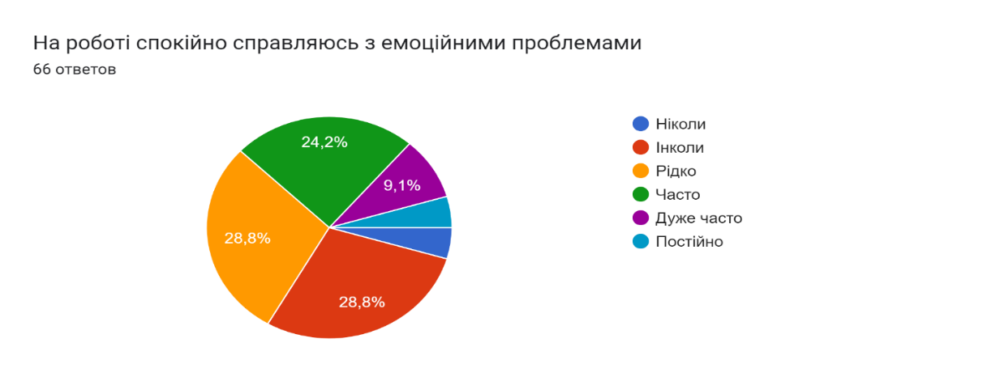 На роботі спокійно справляюсь з емоційними проблемами
66 ответов
24,2%
9,1%
28,8%
28,8%
Ніколи
Інколи
Рідко
Часто
Дуже часто
Постійно